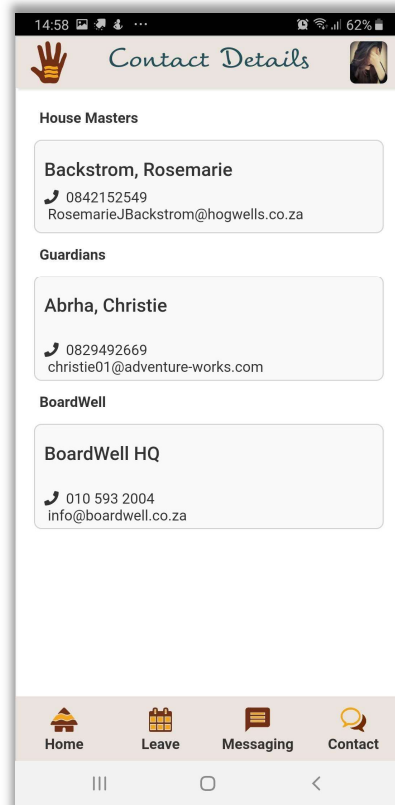 14:58 62%
Contact Details
House Masters
Backstrom, Rosemarie
0842152549
RosemarieJBackstrom@hogwells.co.za
Guardians
Abrha, Christie
0829492669
christie01@adventure-works.com
BoardWell
BoardWell HQ
010 593 2004
info@boardwell.co.za
Home Leave Messaging Contact